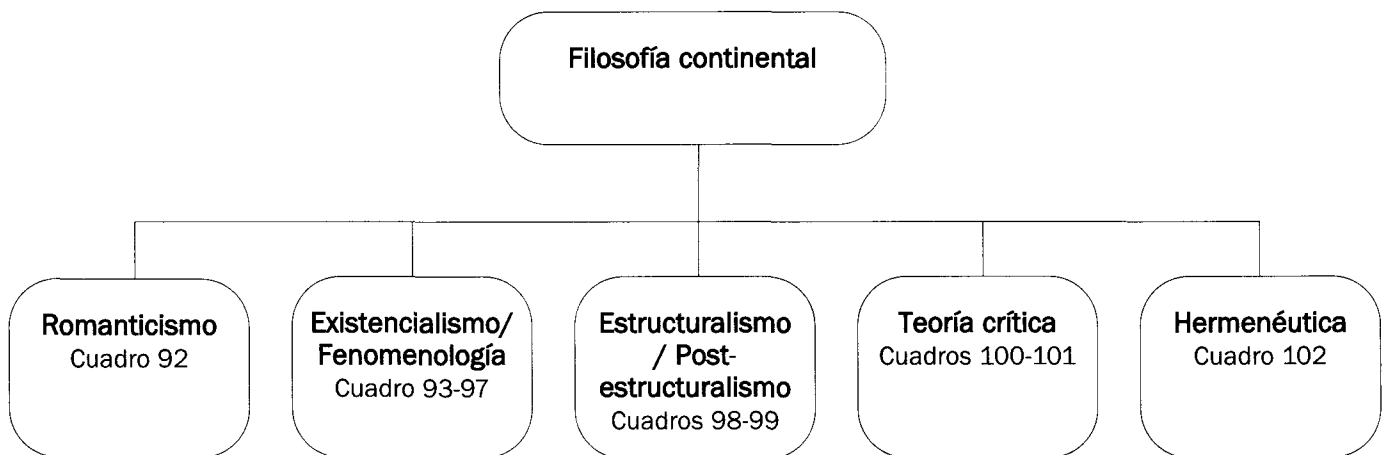 Filosofía continental
Romanticismo
Cuadro 92
Existencialismo/
Fenomenología
Cuadro 93-97
Estructuralismo
/ Post-
estructuralismo
Cuadros 98-99
Teoría crítica
Cuadros 100-101
Hermenéutica
Cuadro 102